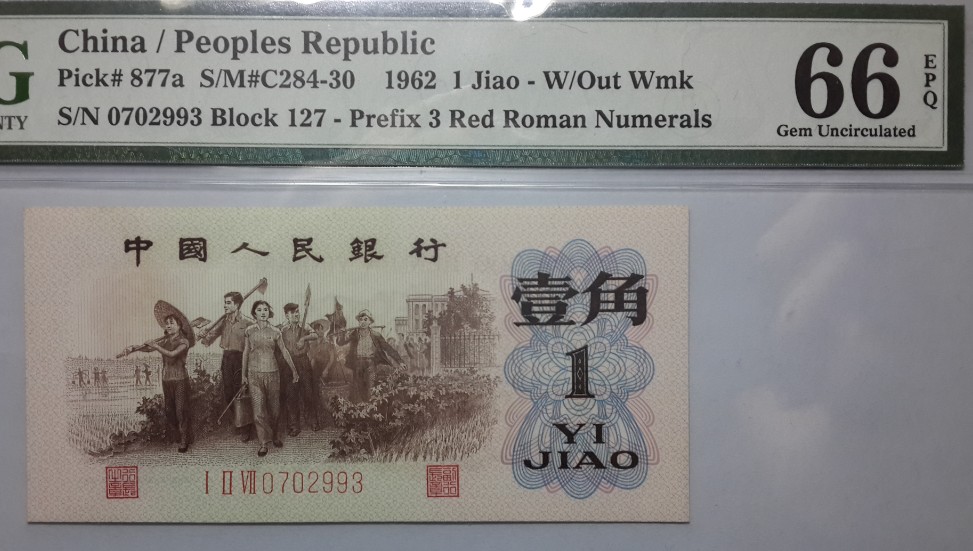 China / Peoples Republic
Pick# 877a S/M#C284-30 1962 1 Jiao - W/Out Wmk
S/N 0702993 Block 127 - Prefix 3 Red Roman Numerals
66
EPQ
Gem Uncirculated
G
NTY
中國人民銀行
壹角
1
YI
JIAO
I II VII 0702993